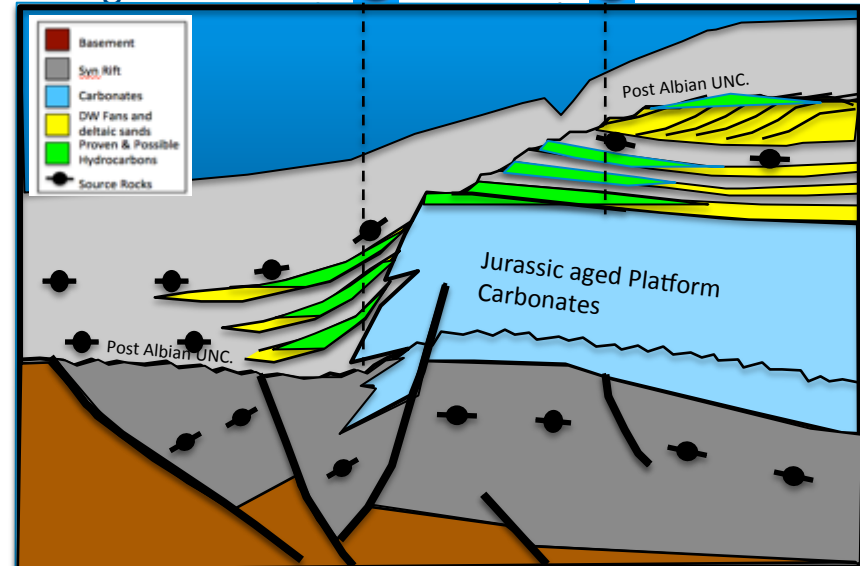 Basement
Syn Rift
Carbonates
DW Fans and
deltaic sands
Proven & Possible
Hydrocarbons
Source Rocks
Post Albian UNC.
Jurassic aged Platform
Carbonates
Post Albian UNC.